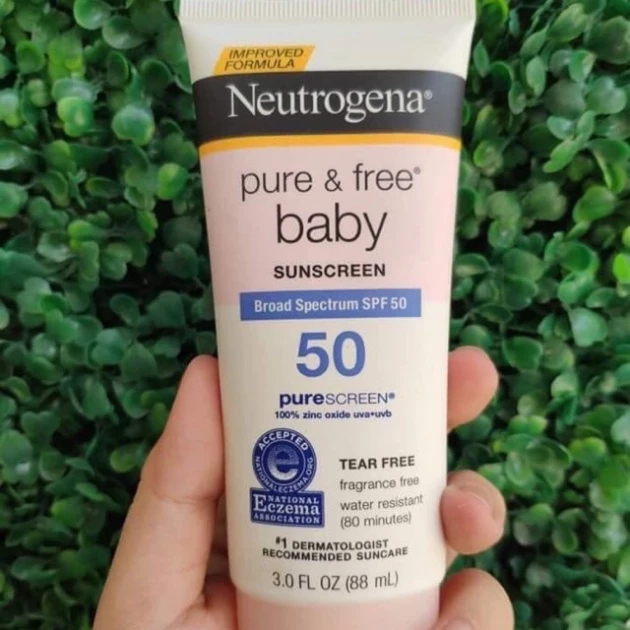 IMPROVED
FORMULA
Neutrogena®
pure & free®
baby
SUNSCREEN
Broad Spectrum SPF 50
50
pureSCREEN®
100% zinc oxide uva•uvb
ACCEPTED
NATIONALECZEMA.ORG
e
NATIONAL
Eczema
ASSOCIATION
TEAR FREE
fragrance free
water resistant
(80 minutes)
#1 DERMATOLOGIST
RECOMMENDED SUNCARE
3.0 FL OZ (88 mL)